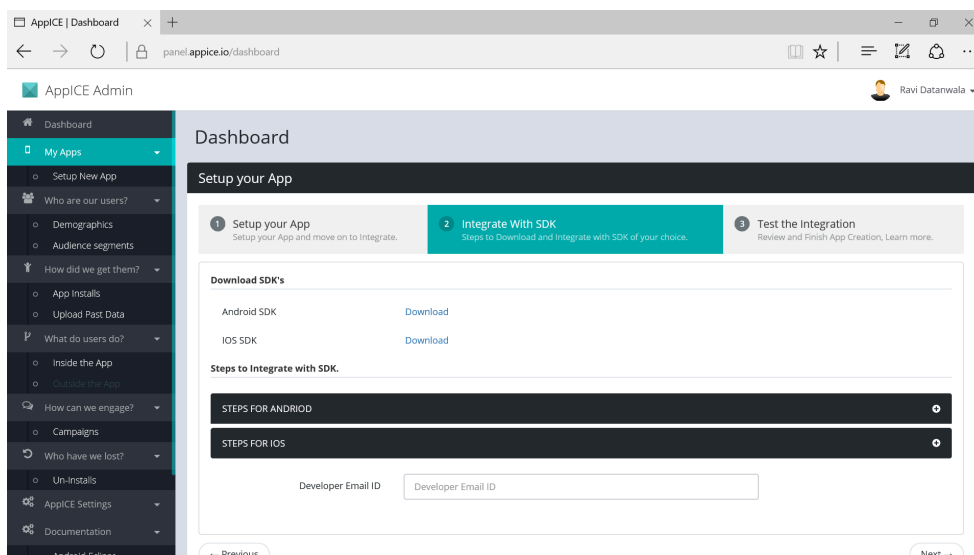 AppICE | Dashboard
panel.appice.io/dashboard
AppICE Admin
Ravi Datanwala
Dashboard
My Apps
Setup New App
Who are our users?
Demographics
Audience segments
How did we get them?
App Installs
Upload Past Data
What do users do?
Inside the App
Outside the App
How can we engage?
Campaigns
Who have we lost?
Un-Installs
AppICE Settings
Documentation
Android Eclipse
Dashboard
Setup your App
1 Setup your App
Setup your App and move on to Integrate.
2 Integrate With SDK
Steps to Download and Integrate with SDK of your choice.
3 Test the Integration
Review and Finish App Creation, Learn more.
Download SDK's
Android SDK Download
IOS SDK Download
Steps to Integrate with SDK.
STEPS FOR ANDRIOD
STEPS FOR IOS
Developer Email ID Developer Email ID
← Previous Next →